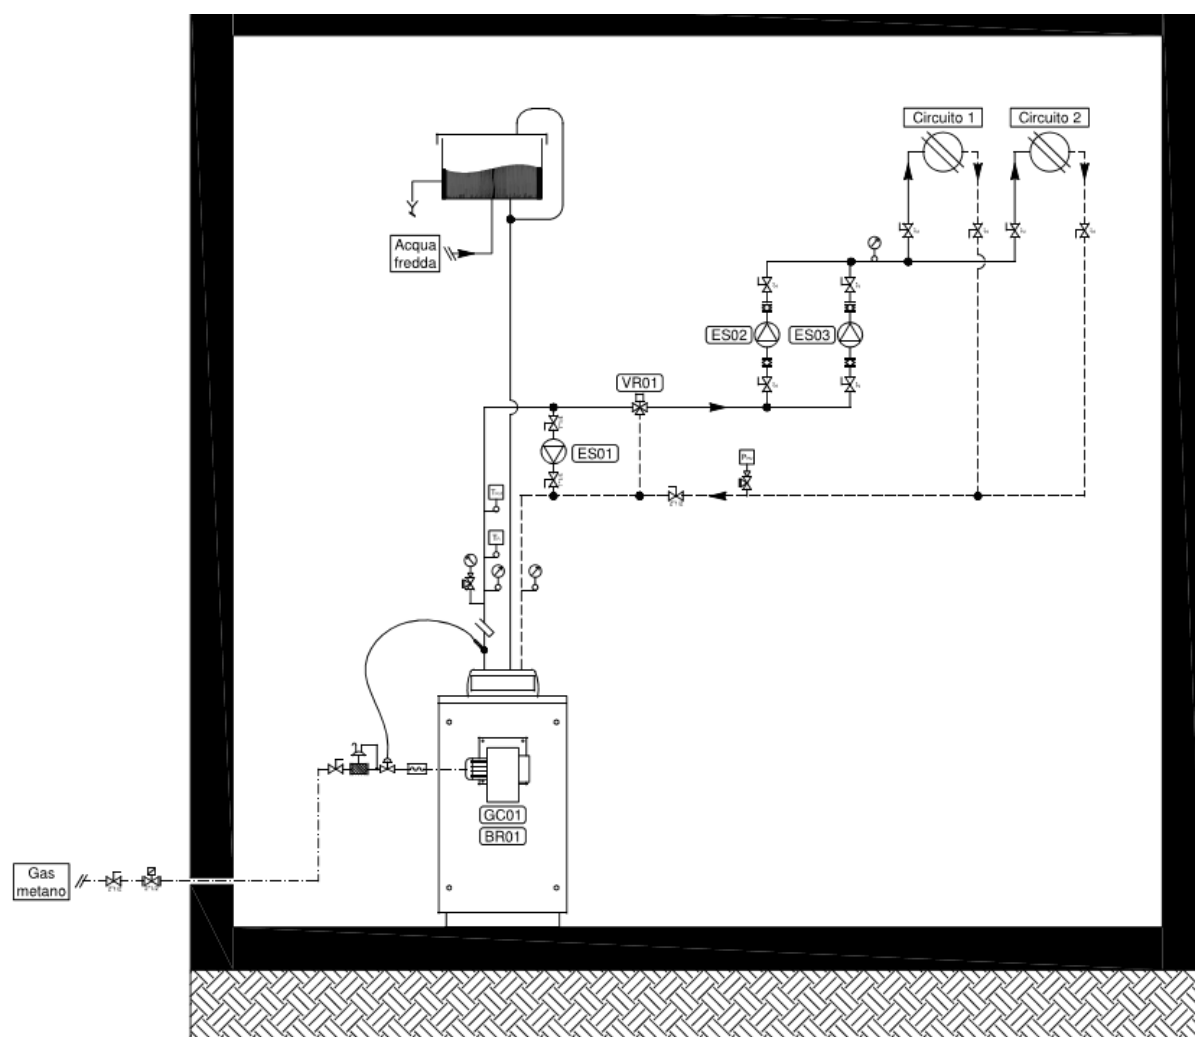 Circuito 1
Circuito 2
Acqua
fredda
ES02
ES03
VR01
ES01
GC01
BR01
Gas
metano